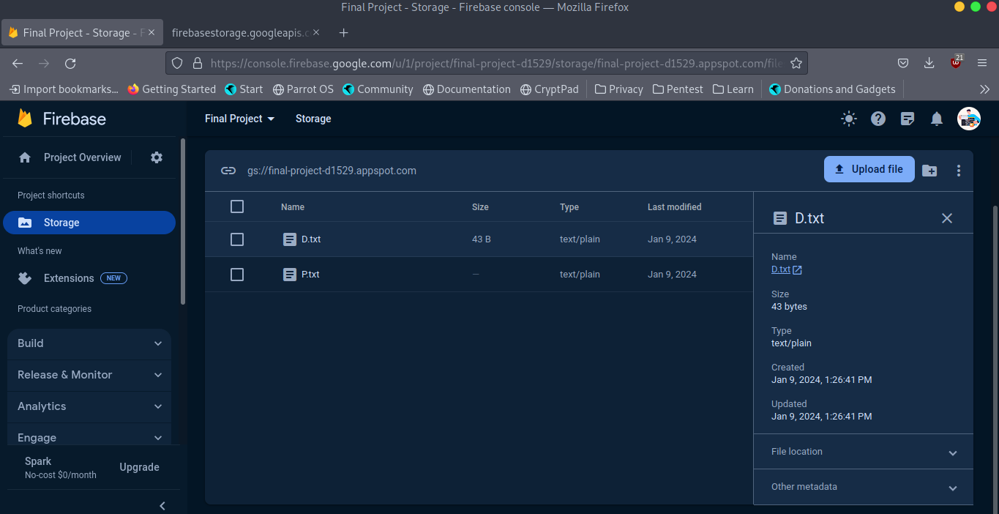 Final Project - Storage - Firebase console — Mozilla Firefox
Final Project - Storage - F
firebasestorage.googleapis.c
21
https://console.firebase.google.com/u/1/project/final-project-d1529/storage/final-project-d1529.appspot.com/file
Import bookmarks... Getting Started Start Parrot OS Community Documentation CryptPad Privacy Pentest Learn Donations and Gadgets
Firebase
Final Project Storage
Project Overview
Project shortcuts
Storage
What's new
Extensions NEW
Product categories
Build
Release & Monitor
Analytics
Engage
Spark
No-cost $0/month
Upgrade
gs://final-project-d1529.appspot.com
Upload file
Name Size Type Last modified
D.txt 43 B text/plain Jan 9, 2024
P.txt — text/plain Jan 9, 2024
D.txt
Name
D.txt
Size
43 bytes
Type
text/plain
Created
Jan 9, 2024, 1:26:41 PM
Updated
Jan 9, 2024, 1:26:41 PM
File location
Other metadata